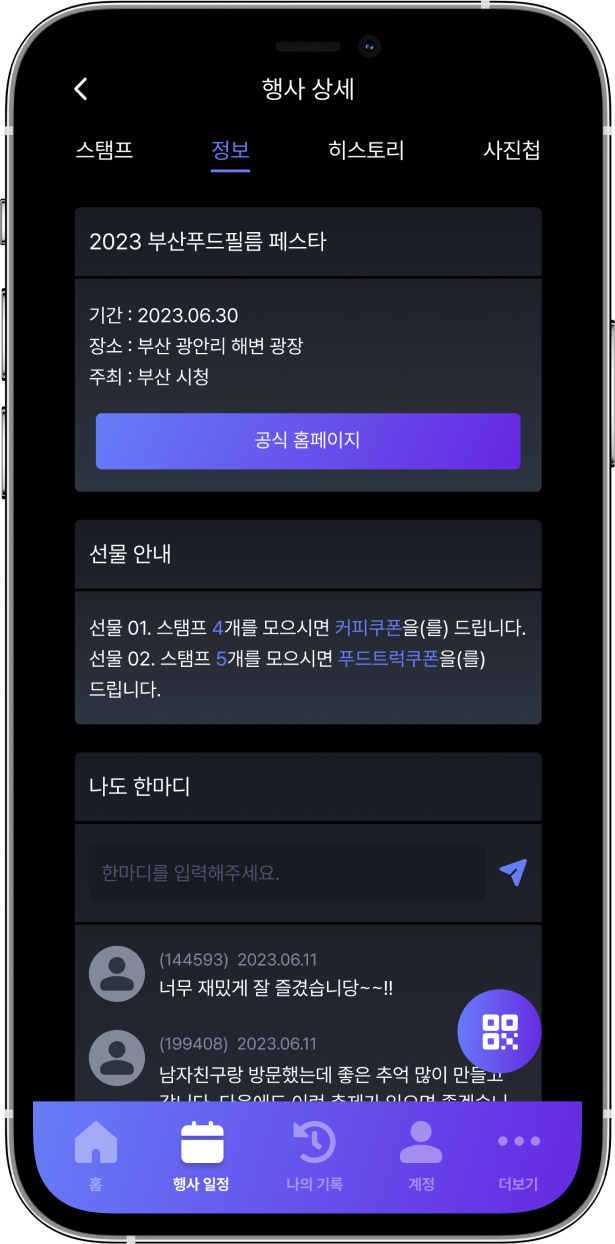 행사 상세
스탬프 정보 히스토리 사진첩
2023 부산푸드필름 페스타
기간 : 2023.06.30
장소 : 부산 광안리 해변 광장
주최 : 부산 시청
공식 홈페이지
선물 안내
선물 01. 스탬프 4개를 모으시면 커피쿠폰을(를) 드립니다.
선물 02. 스탬프 5개를 모으시면 푸드트럭쿠폰을(를)
드립니다.
나도 한마디
한마디를 입력해주세요.
(144593) 2023.06.11
너무 재밌게 잘 즐겼습니당~~!!
(199408) 2023.06.11
남자친구랑 방문했는데 좋은 추억 많이 만들고
홈 행사 일정 나의 기록 계정 더보기